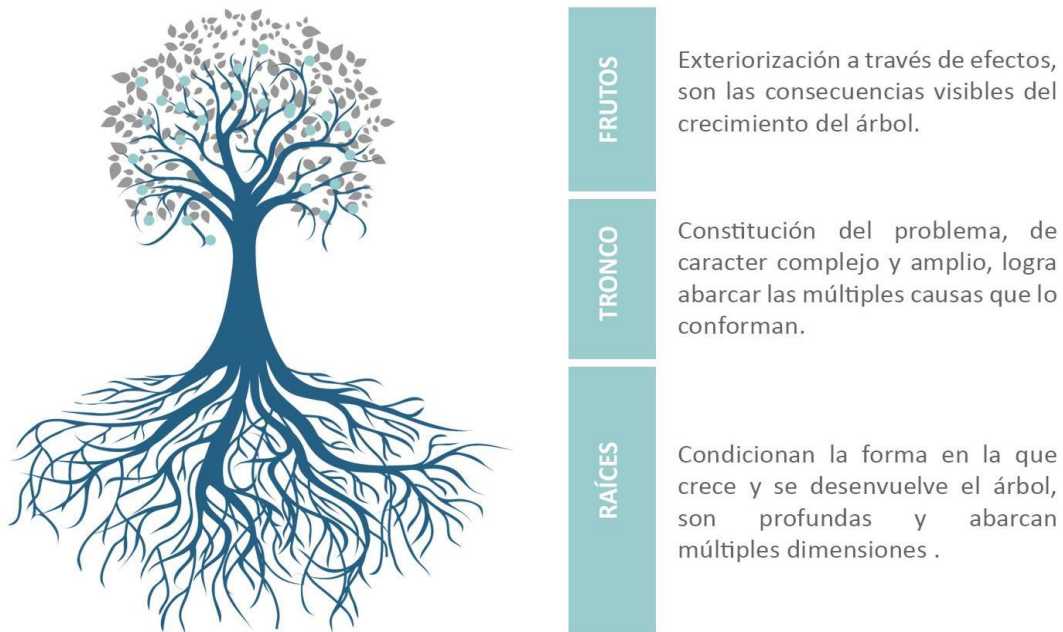 FRUTOS
Exteriorización a través de efectos,
son las consecuencias visibles del
crecimiento del árbol.
TRONCO
Constitución del problema, de
caracter complejo y amplio, logra
abarcar las múltiples causas que lo
conforman.
RAÍCES
Condicionan la forma en la que
crece y se desenvuelve el árbol,
son profundas y abarcan
múltiples dimensiones .